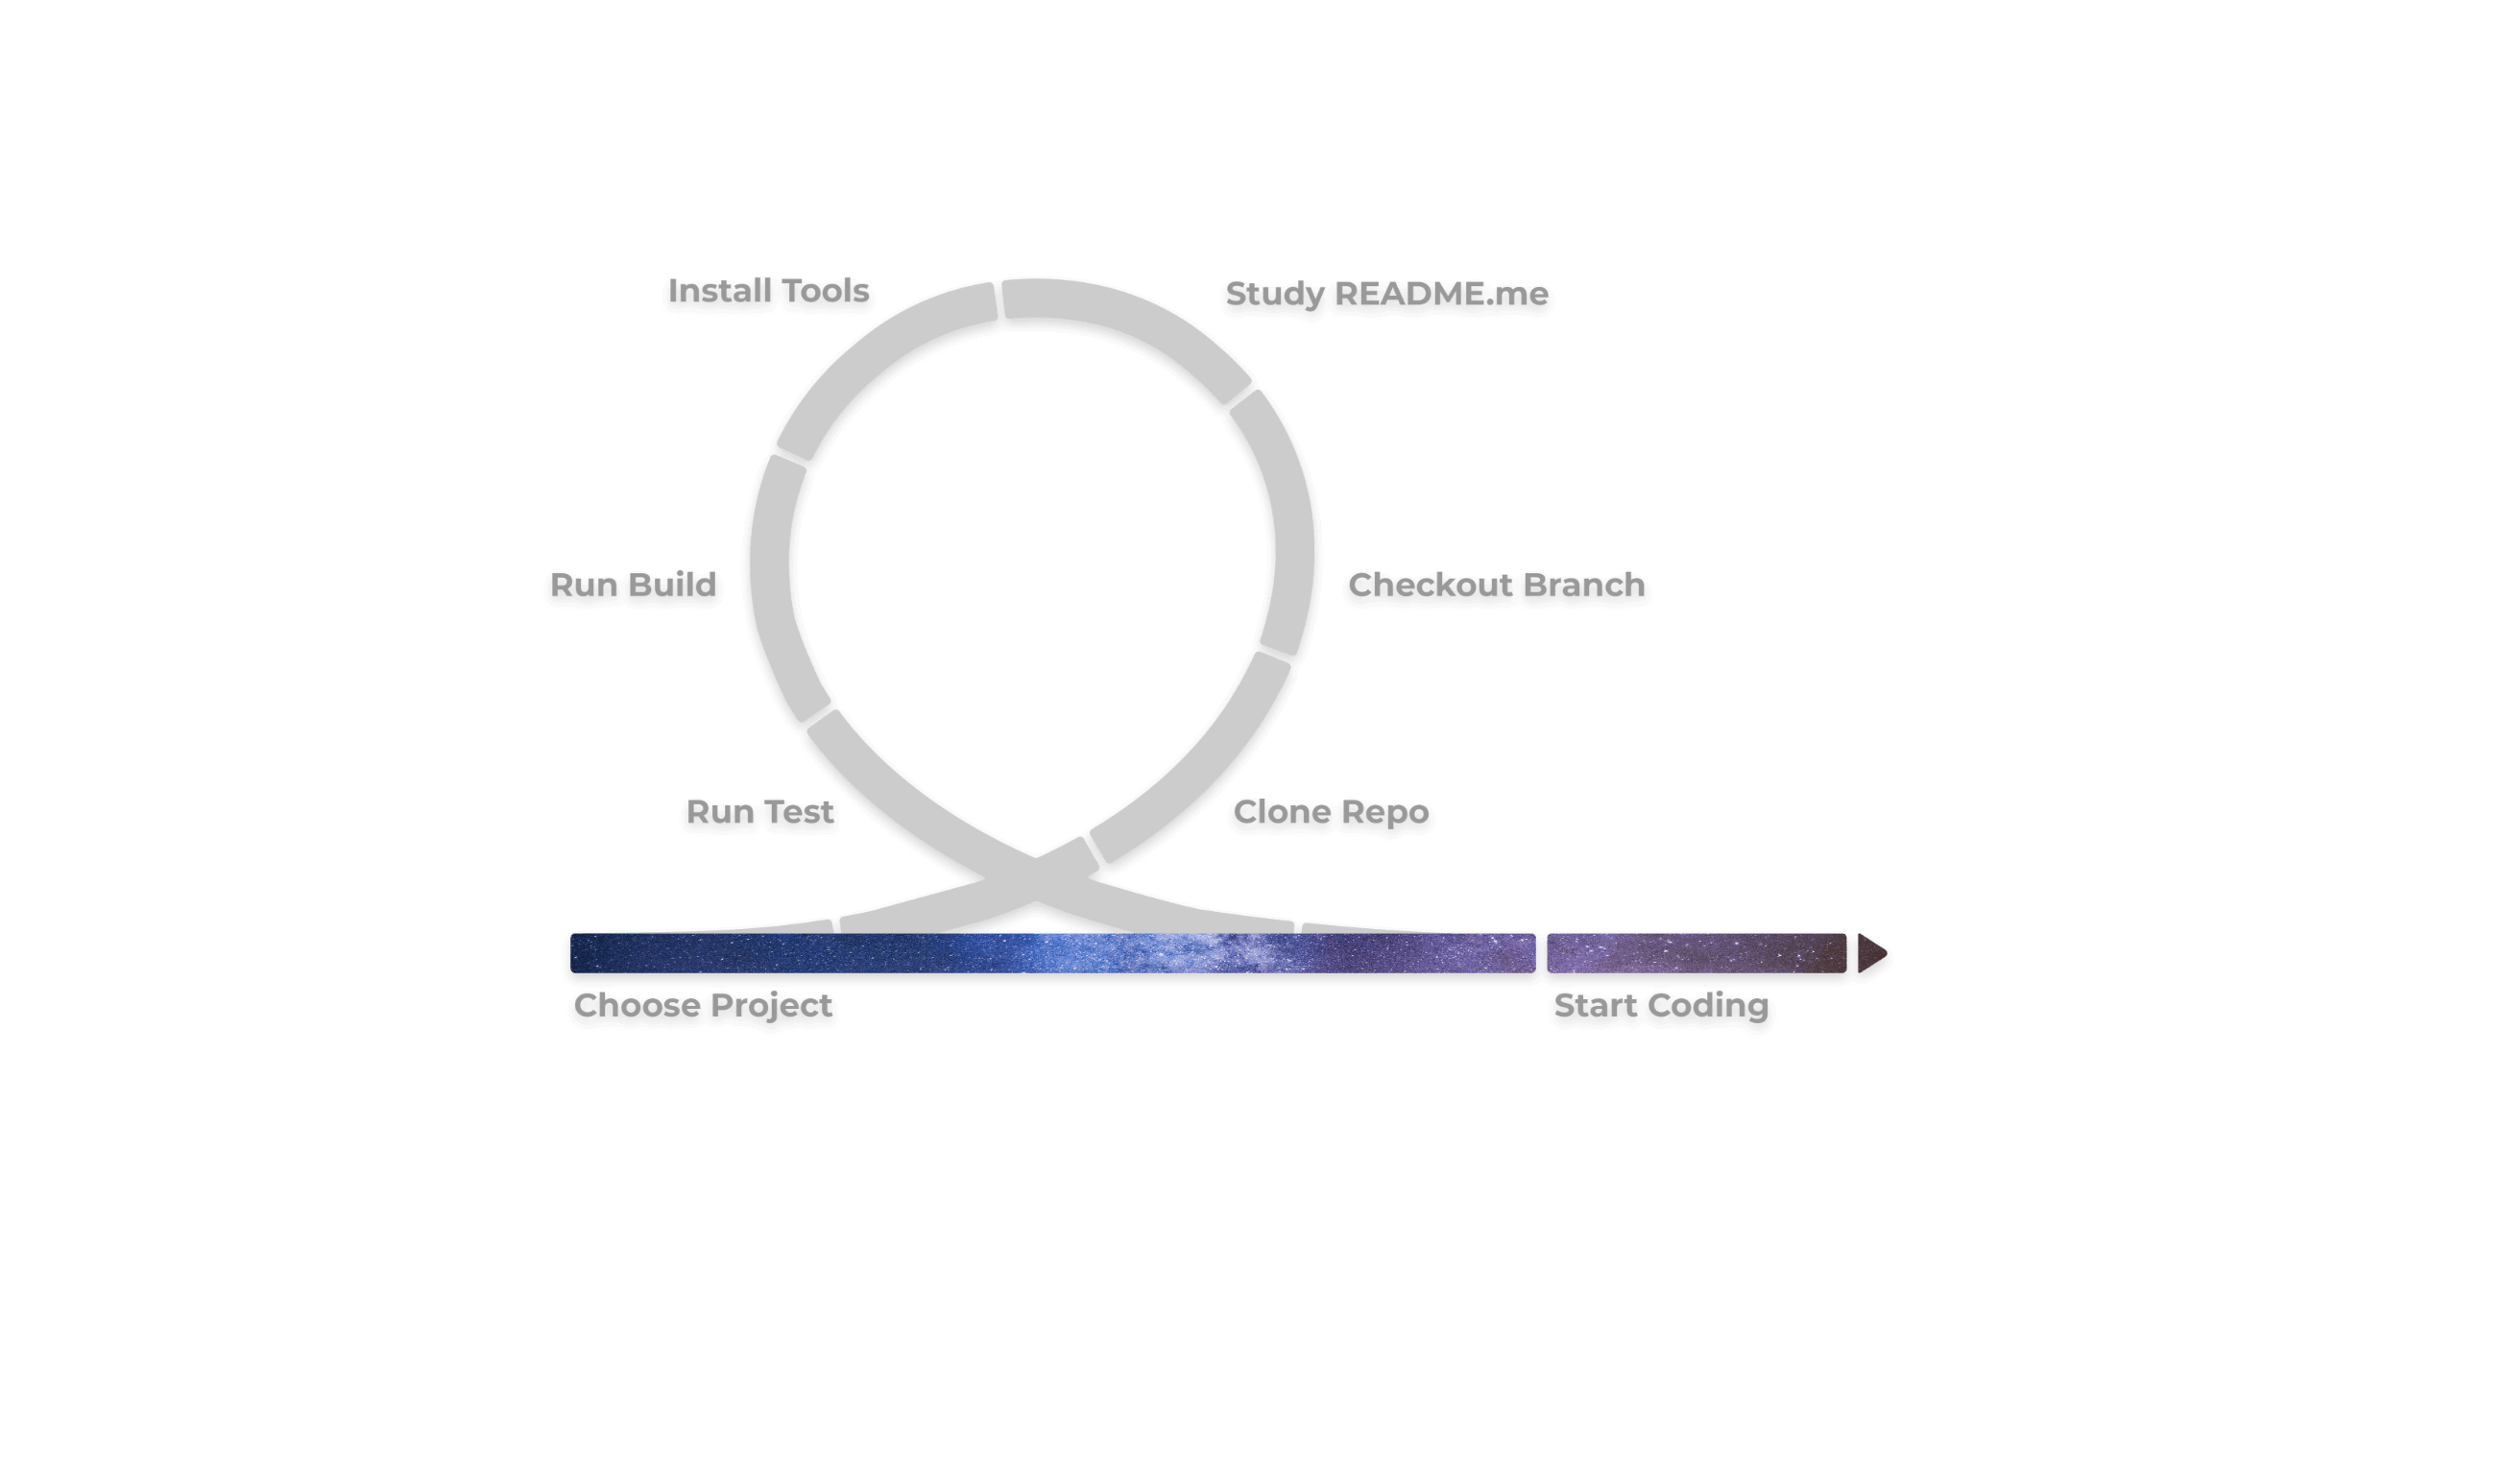 Install Tools
Study README.me
Run Build
Checkout Branch
Run Test
Clone Repo
Choose Project
Start Coding